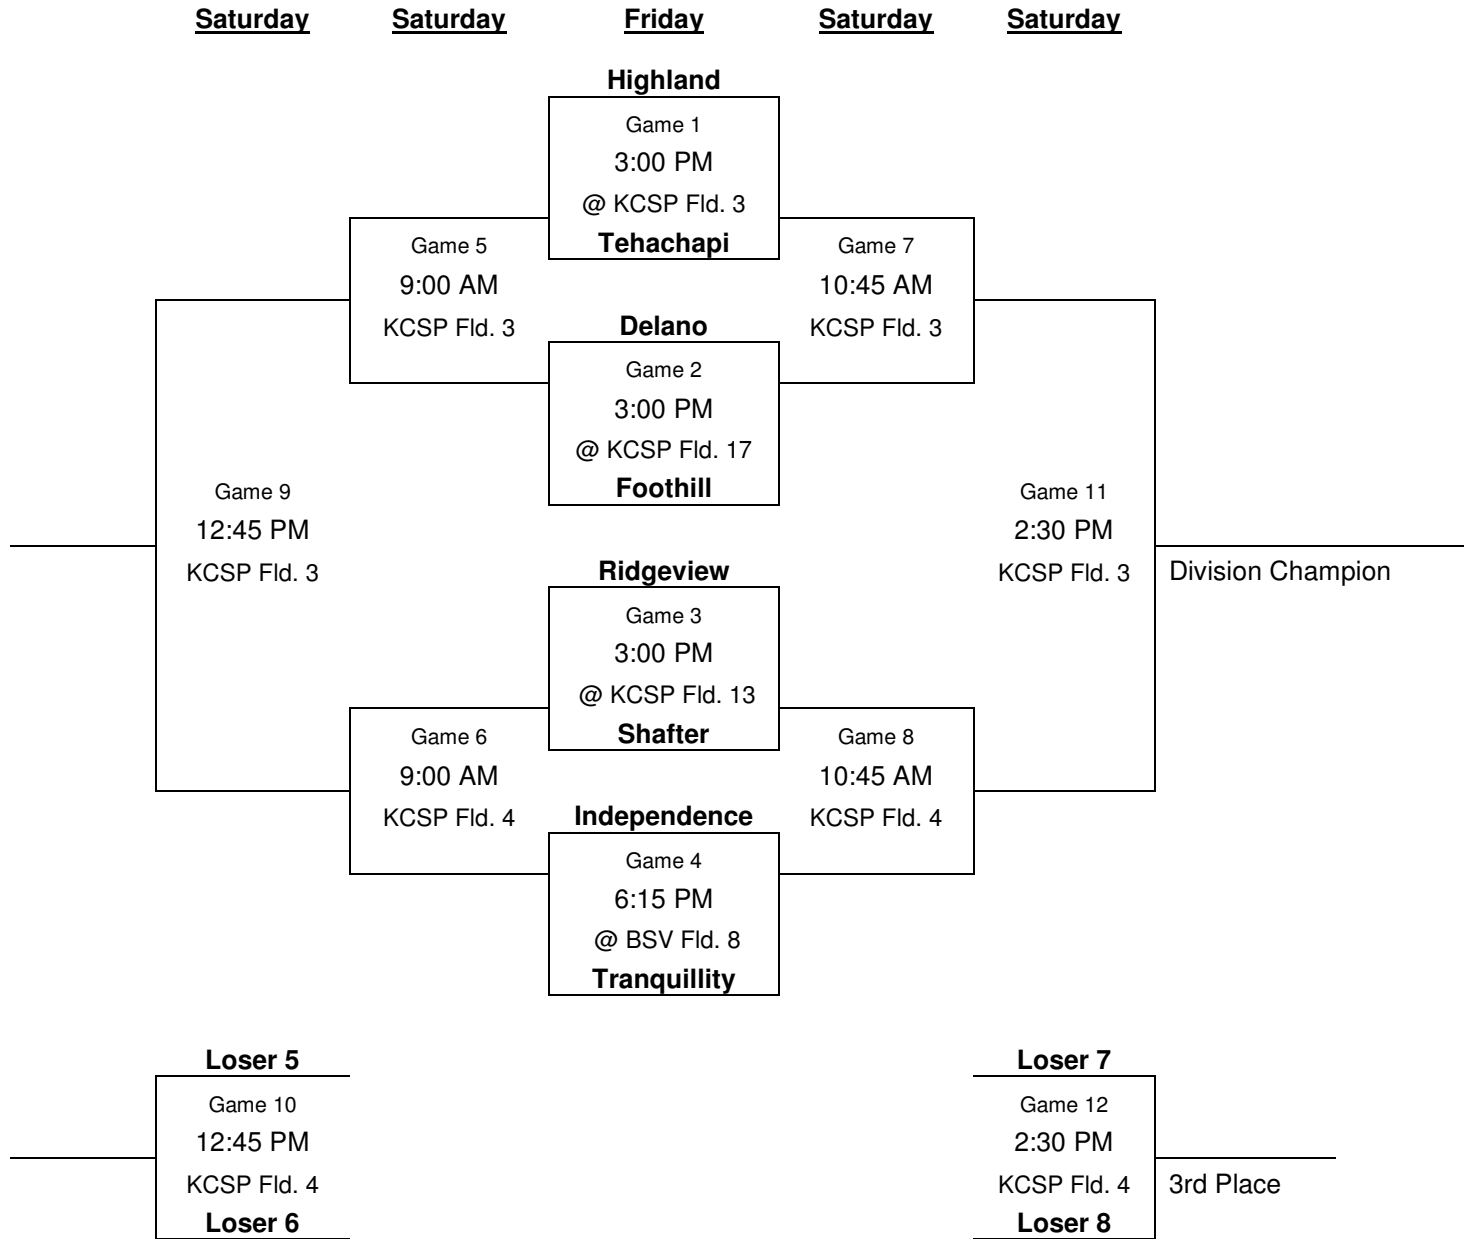 Saturday Saturday Friday Saturday Saturday
Highland
Game 1
3:00 PM
@ KCSP Fld. 3
Tehachapi
Game 5
9:00 AM
KCSP Fld. 3
Game 7
10:45 AM
KCSP Fld. 3
Delano
Game 2
3:00 PM
@ KCSP Fld. 17
Foothill
Game 9
12:45 PM
KCSP Fld. 3
Game 11
2:30 PM
KCSP Fld. 3
Division Champion
Ridgeview
Game 3
3:00 PM
@ KCSP Fld. 13
Shafter
Game 6
9:00 AM
KCSP Fld. 4
Game 8
10:45 AM
KCSP Fld. 4
Independence
Game 4
6:15 PM
@ BSV Fld. 8
Tranquillity
Loser 5
Game 10
12:45 PM
KCSP Fld. 4
Loser 6
Loser 7
Game 12
2:30 PM
KCSP Fld. 4
3rd Place
Loser 8